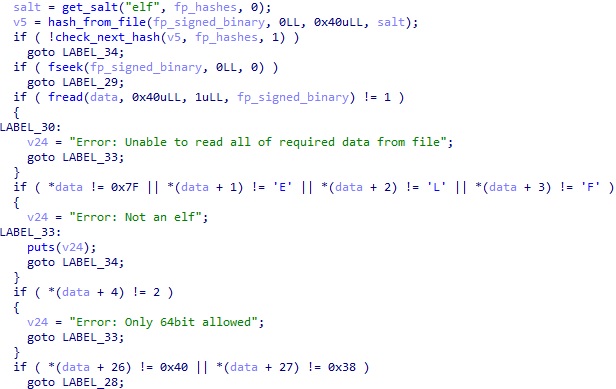 salt = get_salt("elf", fp_hashes, 0);
v5 = hash_from_file(fp_signed_binary, 0LL, 0x40uLL, salt);
if ( !check_next_hash(v5, fp_hashes, 1) )
goto LABEL_34;
if ( fseek(fp_signed_binary, 0LL, 0) )
goto LABEL_29;
if ( fread(data, 0x40uLL, 1uLL, fp_signed_binary) != 1 )
{
LABEL_30:
v24 = "Error: Unable to read all of required data from file";
goto LABEL_33;
}
if ( *data != 0x7F || *(data + 1) != 'E' || *(data + 2) != 'L' || *(data + 3) != 'F' )
{
v24 = "Error: Not an elf";
LABEL_33:
puts(v24);
goto LABEL_34;
}
if ( *(data + 4) != 2 )
{
v24 = "Error: Only 64bit allowed";
goto LABEL_33;
}
if ( *(data + 26) != 0x40 || *(data + 27) != 0x38 )
goto LABEL_28;